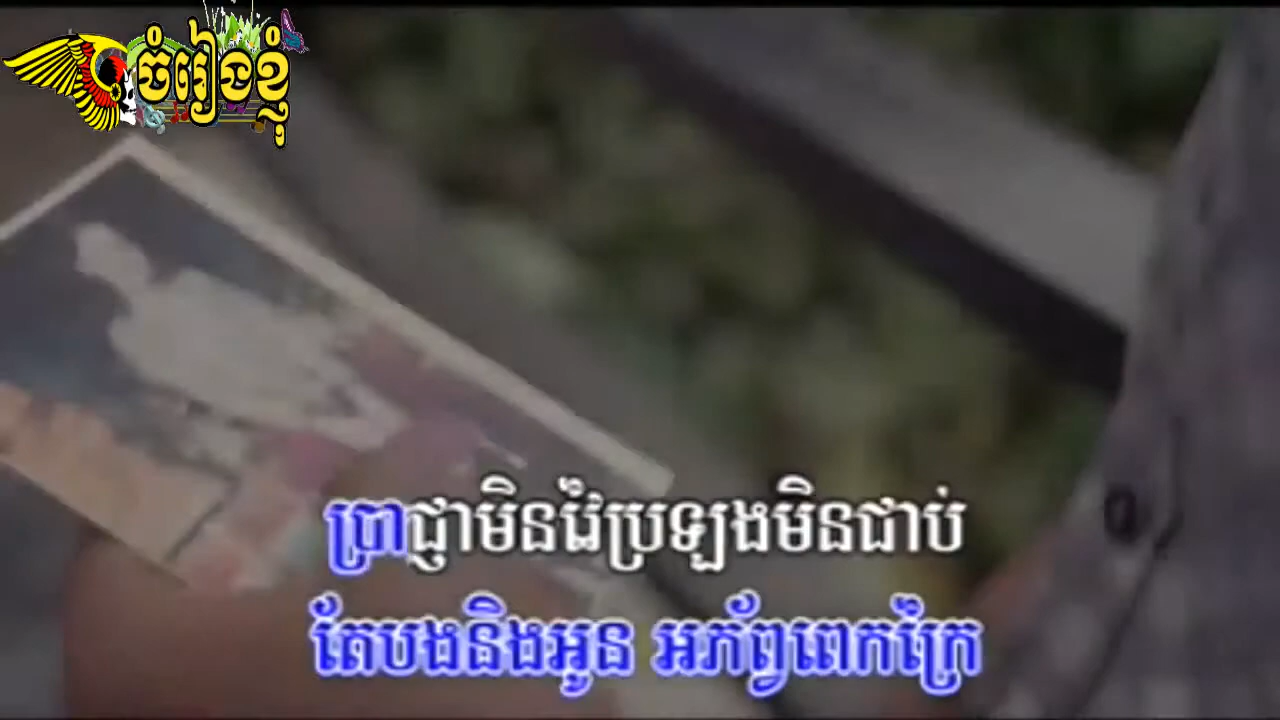 ចំរៀងខ្ញុំ
ប្រាជ្ញាមិនវៃប្រឡងមិនជាប់
តែបងនិងអូន អភ័ព្វពេកក្រៃ